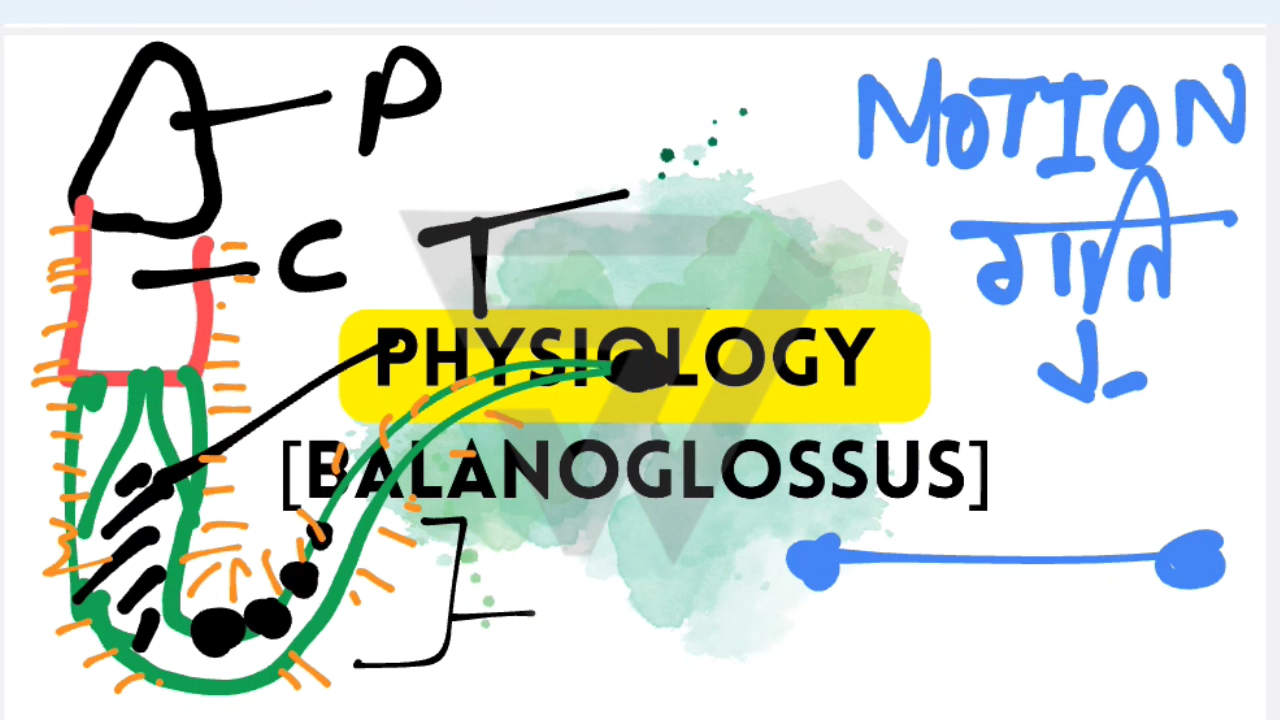 P
MOTION
C
T
गति
PHYSIOLOGY
[BALANOGLOSSUS]